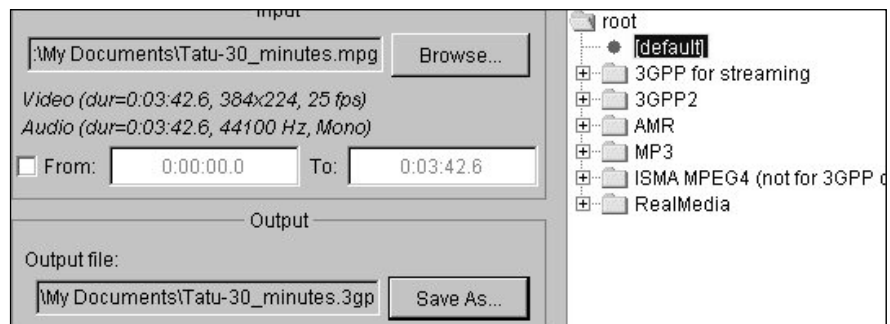 Input
:\My Documents\Tatu-30_minutes.mpg
Browse...
Video (dur=0:03:42.6, 384x224, 25 fps)
Audio (dur=0:03:42.6, 44100 Hz, Mono)
From:
0:00:00.0
To:
0:03:42.6
Output
Output file:
\My Documents\Tatu-30_minutes.3gp
Save As...
root
[default]
3GPP for streaming
3GPP2
AMR
MP3
ISMA MPEG4 (not for 3GPP
RealMedia